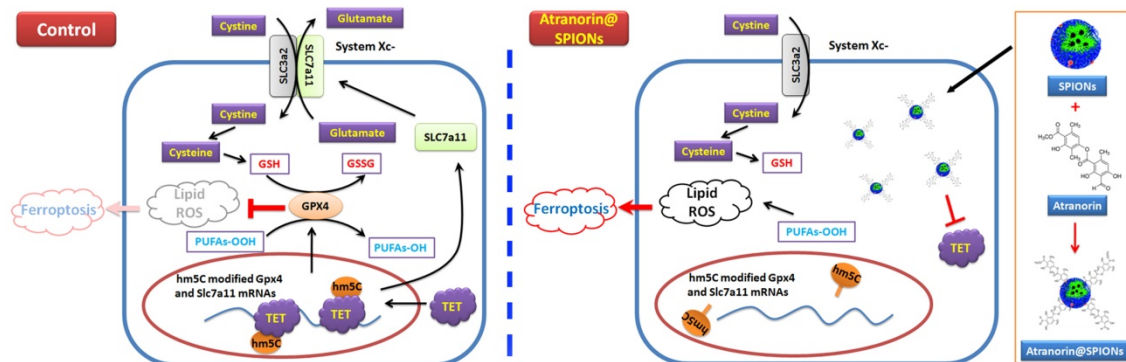 Control
Cystine
Glutamate
SLC3a2
SLC7a11
System Xc-
Cystine
Glutamate
SLC7a11
Cysteine
GSH
GSSG
Ferroptosis
Lipid
ROS
GPX4
PUFAs-OOH
PUFAs-OH
hm5C modified Gpx4
and Slc7a11 mRNAs
hm5C
TET
TET
TET
hm5C
Atranorin@
SPIONs
Cystine
SLC3a2
System Xc-
Cystine
Cysteine
GSH
Ferroptosis
Lipid
ROS
PUFAs-OOH
TET
hm5C modified Gpx4
and Slc7a11 mRNAs
hm5C
hm5C
SPIONs
+
Atranorin
Atranorin@SPIONs